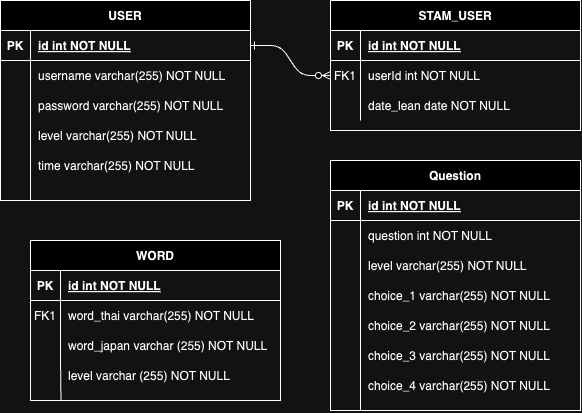 USER
PK id int NOT NULL
username varchar(255) NOT NULL
password varchar(255) NOT NULL
level varchar(255) NOT NULL
time varchar(255) NOT NULL
STAM_USER
PK id int NOT NULL
FK1 userId int NOT NULL
date_lean date NOT NULL
WORD
PK id int NOT NULL
FK1 word_thai varchar(255) NOT NULL
word_japan varchar (255) NOT NULL
level varchar (255) NOT NULL
Question
PK id int NOT NULL
question int NOT NULL
level varchar(255) NOT NULL
choice_1 varchar(255) NOT NULL
choice_2 varchar(255) NOT NULL
choice_3 varchar(255) NOT NULL
choice_4 varchar(255) NOT NULL